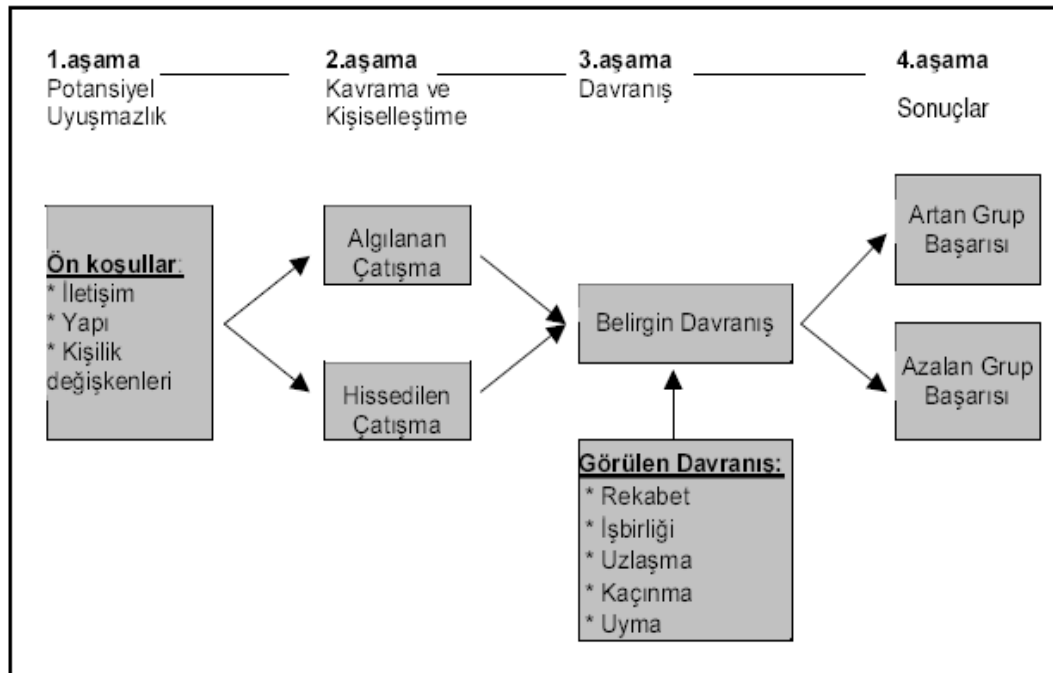 1.aşama
Potansiyel
Uyuşmazlık
2.aşama
Kavrama ve
Kişiselleştime
3.aşama
Davranış
4.aşama
Sonuçlar
Ön koşullar:
* İletişim
* Yapı
* Kişilik
değişkenleri
Algılanan
Çatışma
Hissedilen
Çatışma
Belirgin Davranış
Görülen Davranış:
* Rekabet
* İşbirliği
* Uzlaşma
* Kaçınma
* Uyma
Artan Grup
Başarısı
Azalan Grup
Başarısı